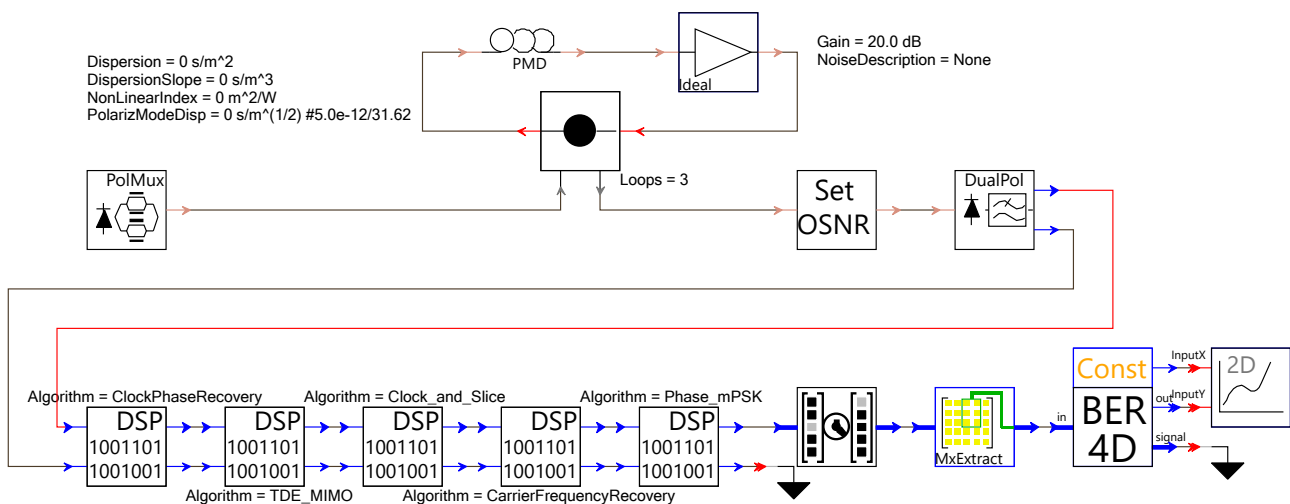 Dispersion = 0 s/m^2
DispersionSlope = 0 s/m^3
NonLinearIndex = 0 m^2/W
PolarizModeDisp = 0 s/m^(1/2) #5.0e-12/31.62
PMD
Ideal
Gain = 20.0 dB
NoiseDescription = None
Loops = 3
PolMux
Set
OSNR
DualPol
Algorithm = ClockPhaseRecovery
Algorithm = Clock_and_Slice
Algorithm = Phase_mPSK
DSP
1001101
1001001
DSP
1001101
1001001
DSP
1001101
1001001
DSP
1001101
1001001
DSP
1001101
1001001
Algorithm = TDE_MIMO
Algorithm = CarrierFrequencyRecovery
MxExtract
in
Const
BER
4D
InputX
out
InputY
signal
2D